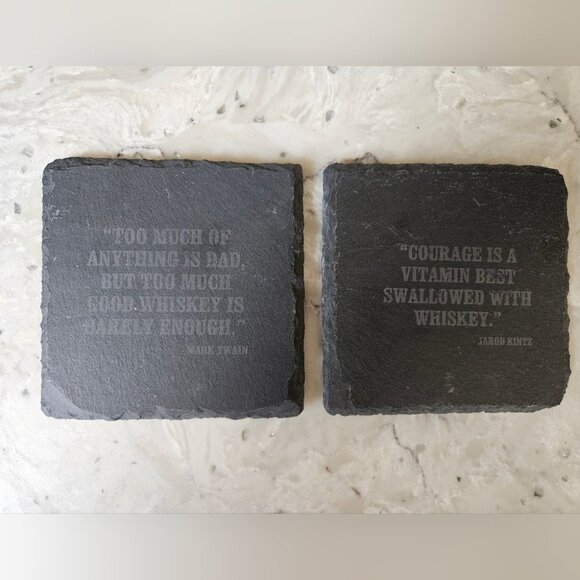 "TOO MUCH OF
ANYTHING IS BAD,
BUT TOO MUCH
GOOD WHISKEY IS
BARELY ENOUGH."
- MARK TWAIN
"COURAGE IS A
VITAMIN BEST
SWALLOWED WITH
WHISKEY."
JAROD KINTZ